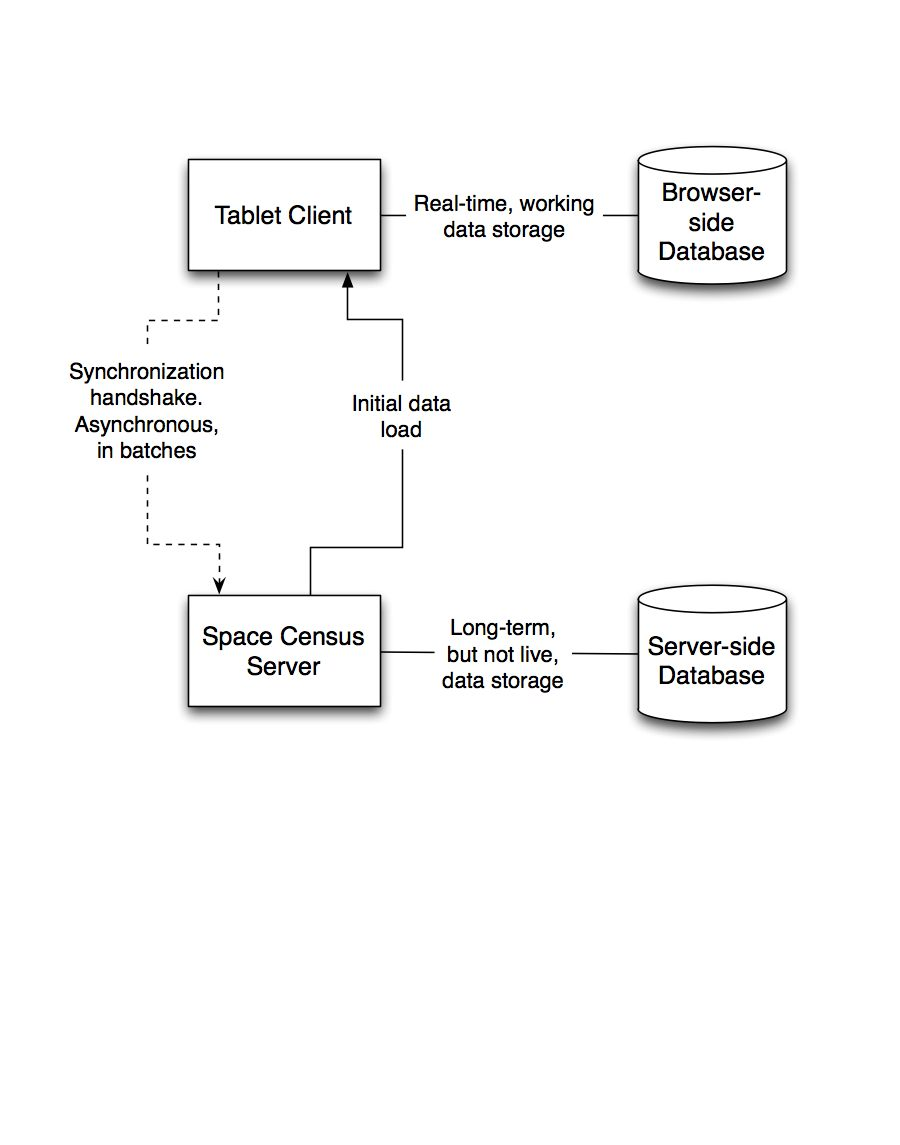 Tablet Client
Real-time, working
data storage
Browser-
side
Database
Synchronization
handshake.
Asynchronous,
in batches
Initial data
load
Space Census
Server
Long-term,
but not live,
data storage
Server-side
Database